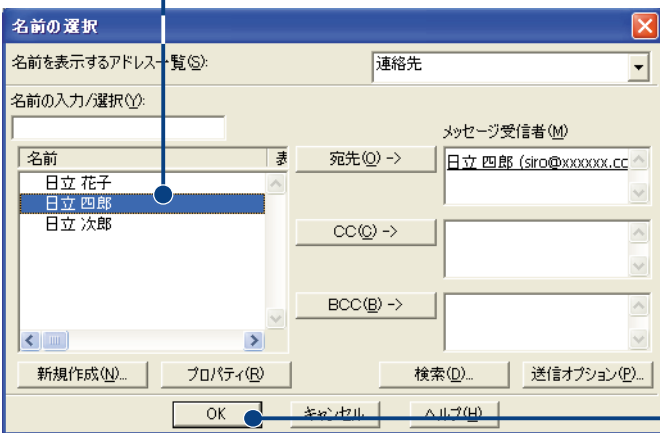 名前の選択
名前を表示するアドレス一覧(S):
連絡先
名前の入力/選択(Y):
メッセージ受信者(M)
名前
表
宛先(O) ->
日立 四郎 (siro@xxxxxx.cc
日立 花子
日立 四郎
日立 次郎
CC(C) ->
BCC(B) ->
新規作成(N)...
プロパティ(R)
検索(D)...
送信オプション(P)...
OK
キャンセル
ヘルプ(H)